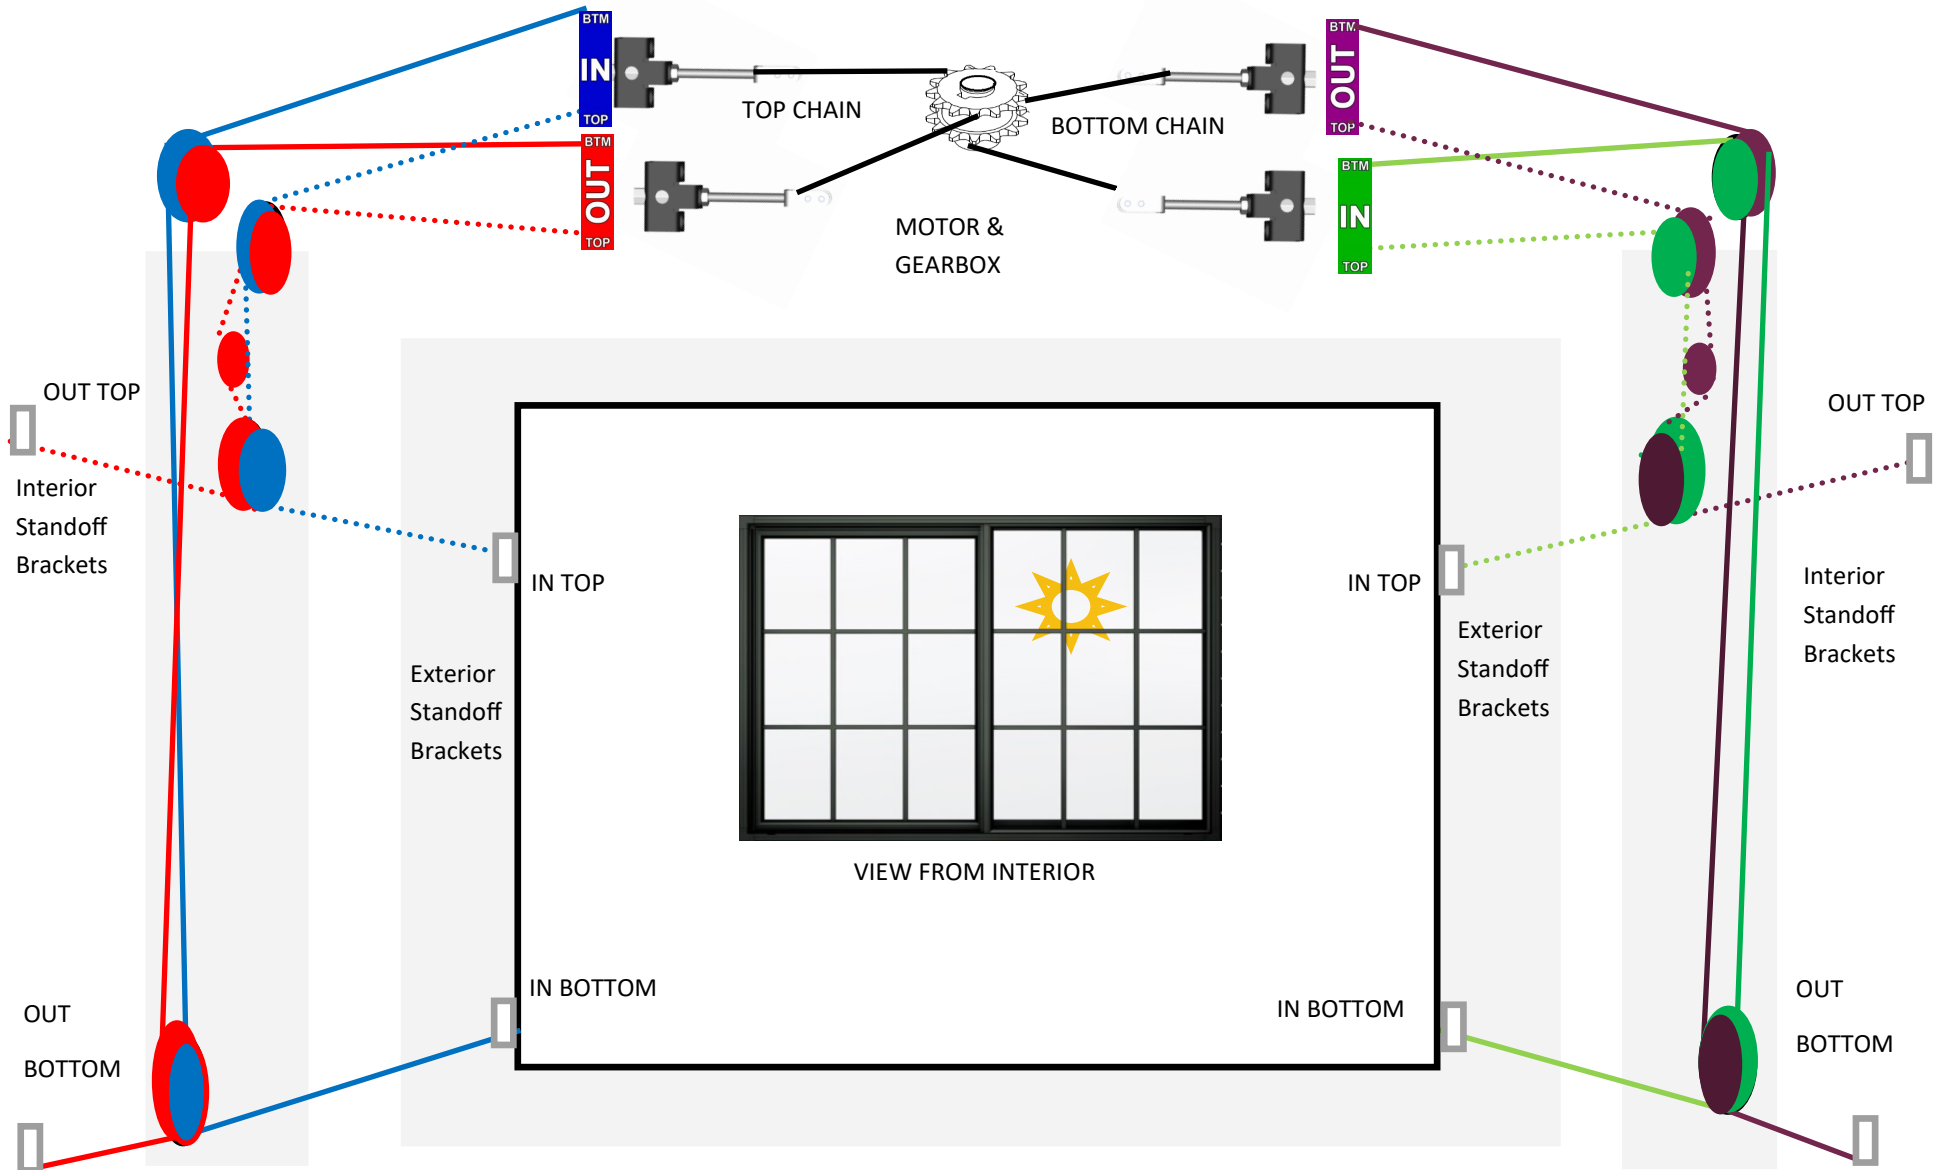 BTM
IN
TOP
BTM
OUT
TOP
TOP CHAIN
BOTTOM CHAIN
MOTOR &
GEARBOX
BTM
OUT
TOP
BTM
IN
TOP
OUT TOP
Interior
Standoff
Brackets
IN TOP
Exterior
Standoff
Brackets
IN TOP
Exterior
Standoff
Brackets
OUT TOP
Interior
Standoff
Brackets
VIEW FROM INTERIOR
OUT
BOTTOM
IN BOTTOM
IN BOTTOM
OUT
BOTTOM